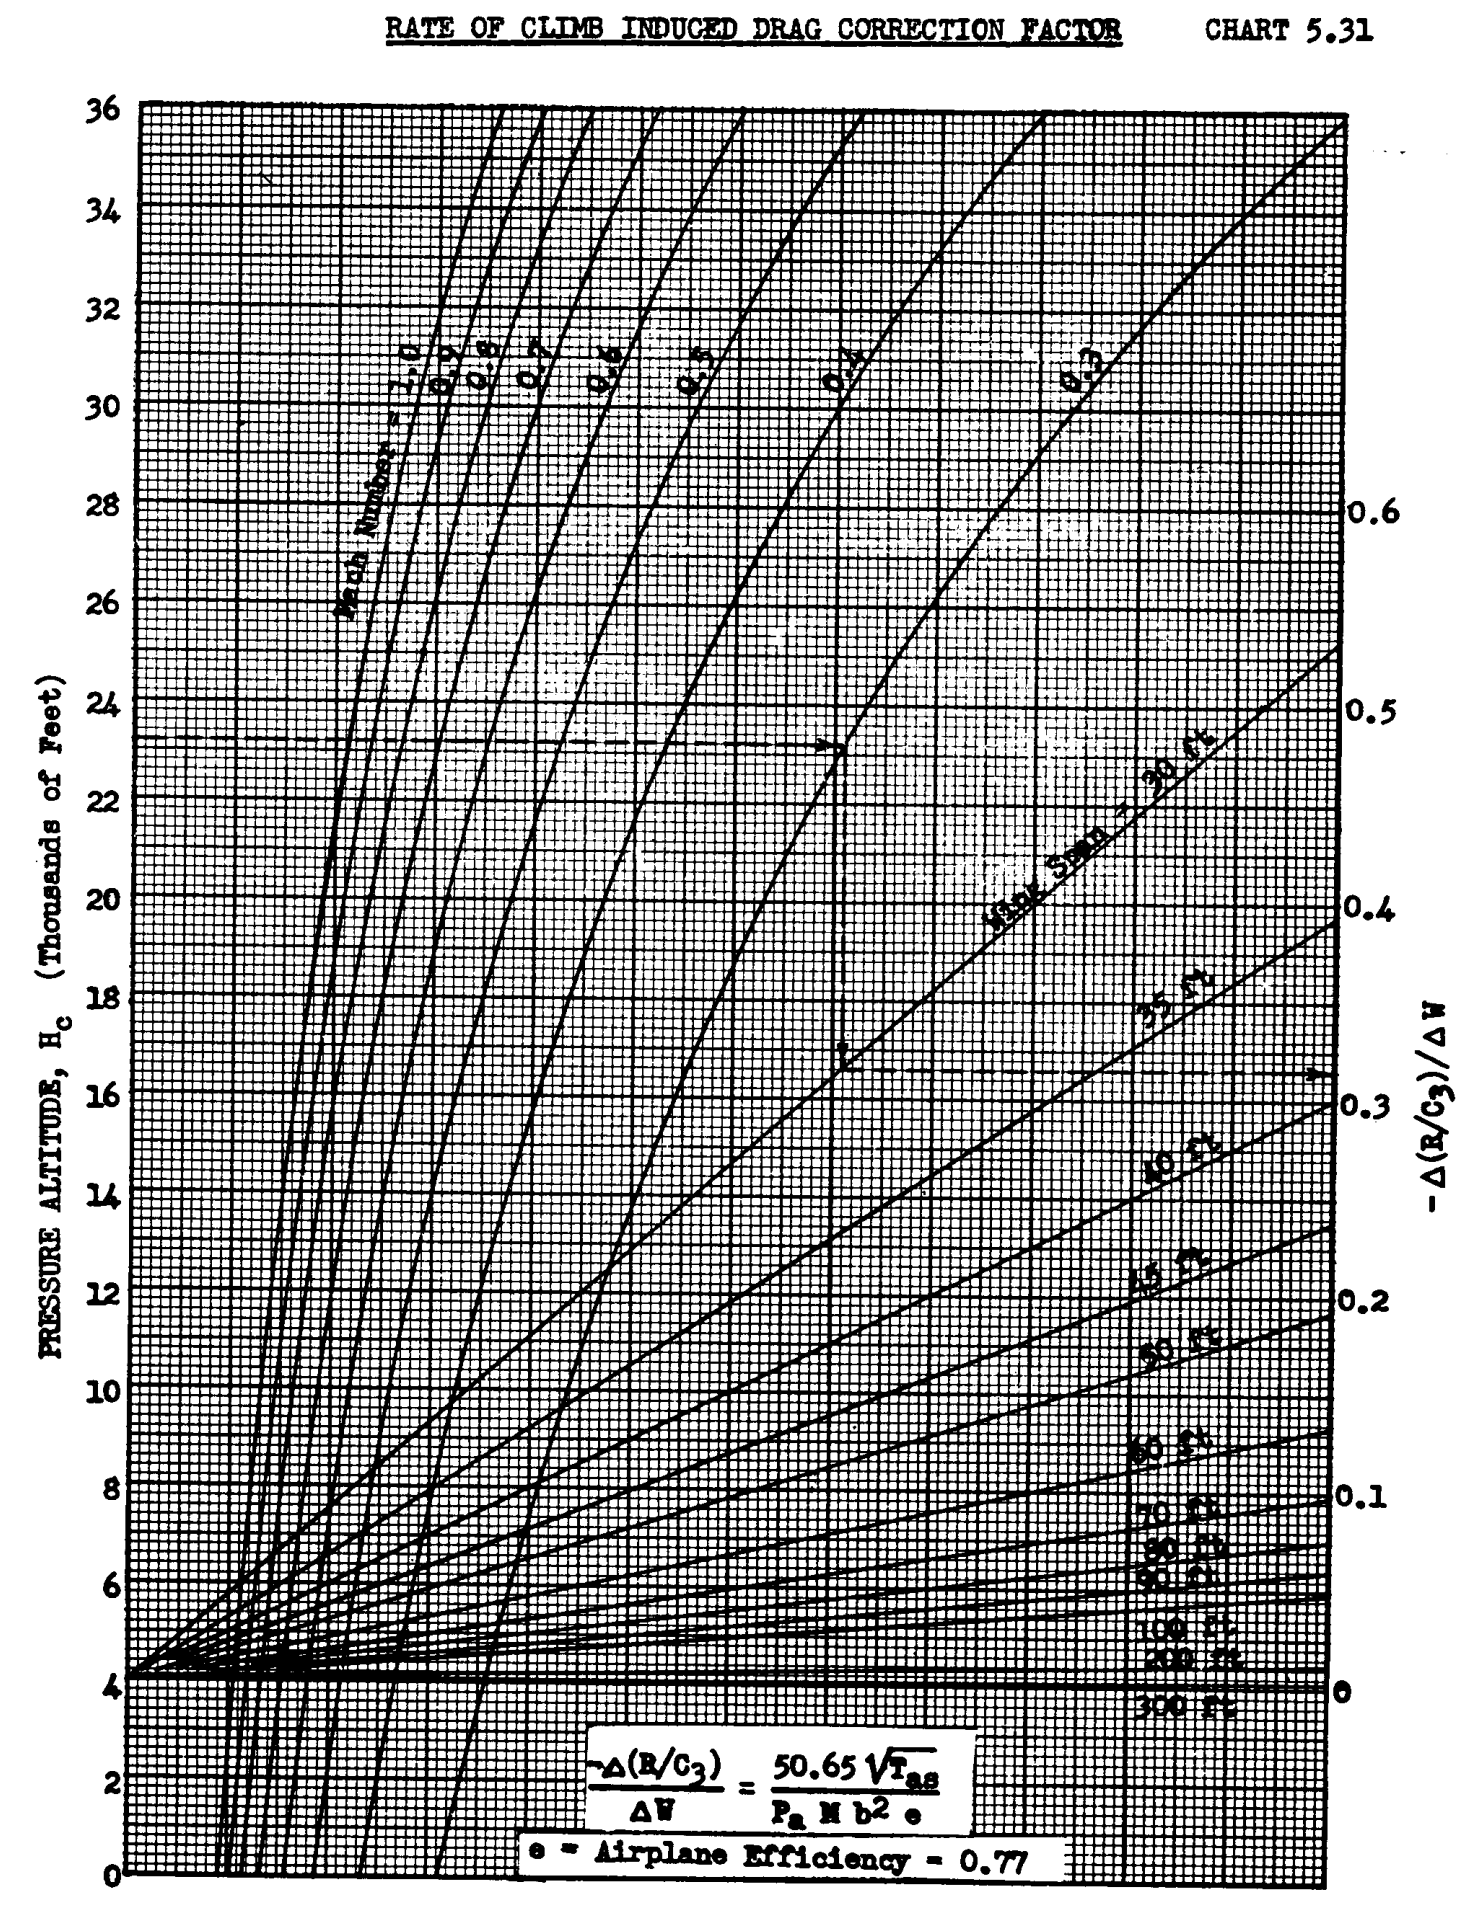 RATE OF CLIMB INDUCED DRAG CORRECTION FACTOR CHART 5.31
36
34
32
30
28
26
24
22
20
18
16
14
12
10
8
6
4
2
0
PRESSURE ALTITUDE, Hc (Thousands of Feet)
Mach Number = 1.0
0.9
0.8
0.7
0.6
0.5
0.4
0.3
0.6
0.5
0.4
0.3
0.2
0.1
0
-Δ(R/C3)/ΔW
Wing Span = 30 ft
35 ft
40 ft
45 ft
50 ft
60 ft
70 ft
80 ft
90 ft
100 ft
200 ft
300 ft
-Δ(R/C3) / ΔW = 50.65 √Tas / Pa M b2 e
e = Airplane Efficiency = 0.77